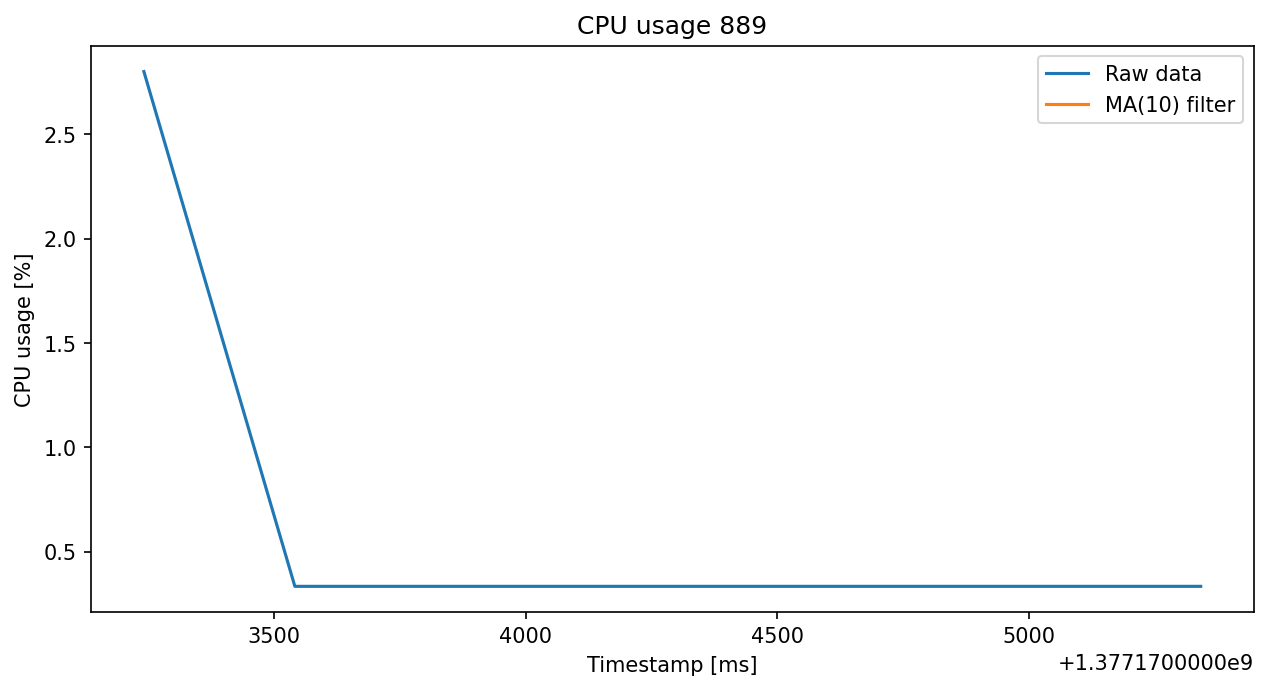 CPU usage 889
Raw data
MA(10) filter
CPU usage [%]
2.5
2.0
1.5
1.0
0.5
3500
4000
4500
5000
Timestamp [ms]
+1.3771700000e9